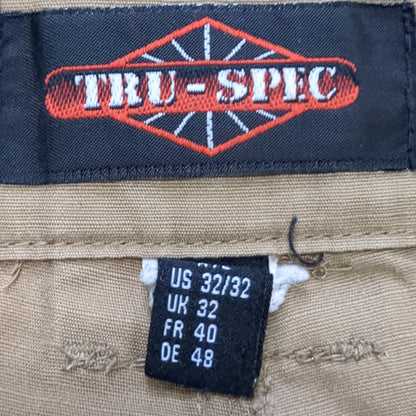 TRU-SPEC
US 32/32
UK 32
FR 40
DE 48